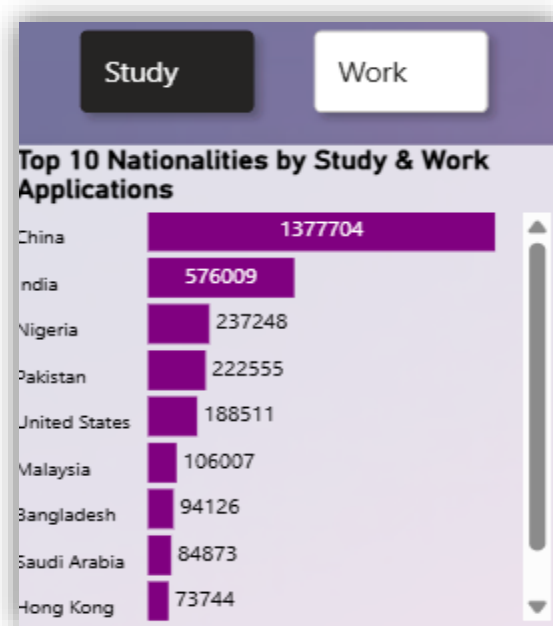 Study
Work
Top 10 Nationalities by Study & Work
Applications
China 1377704
India 576009
Nigeria 237248
Pakistan 222555
United States 188511
Malaysia 106007
Bangladesh 94126
Saudi Arabia 84873
Hong Kong 73744